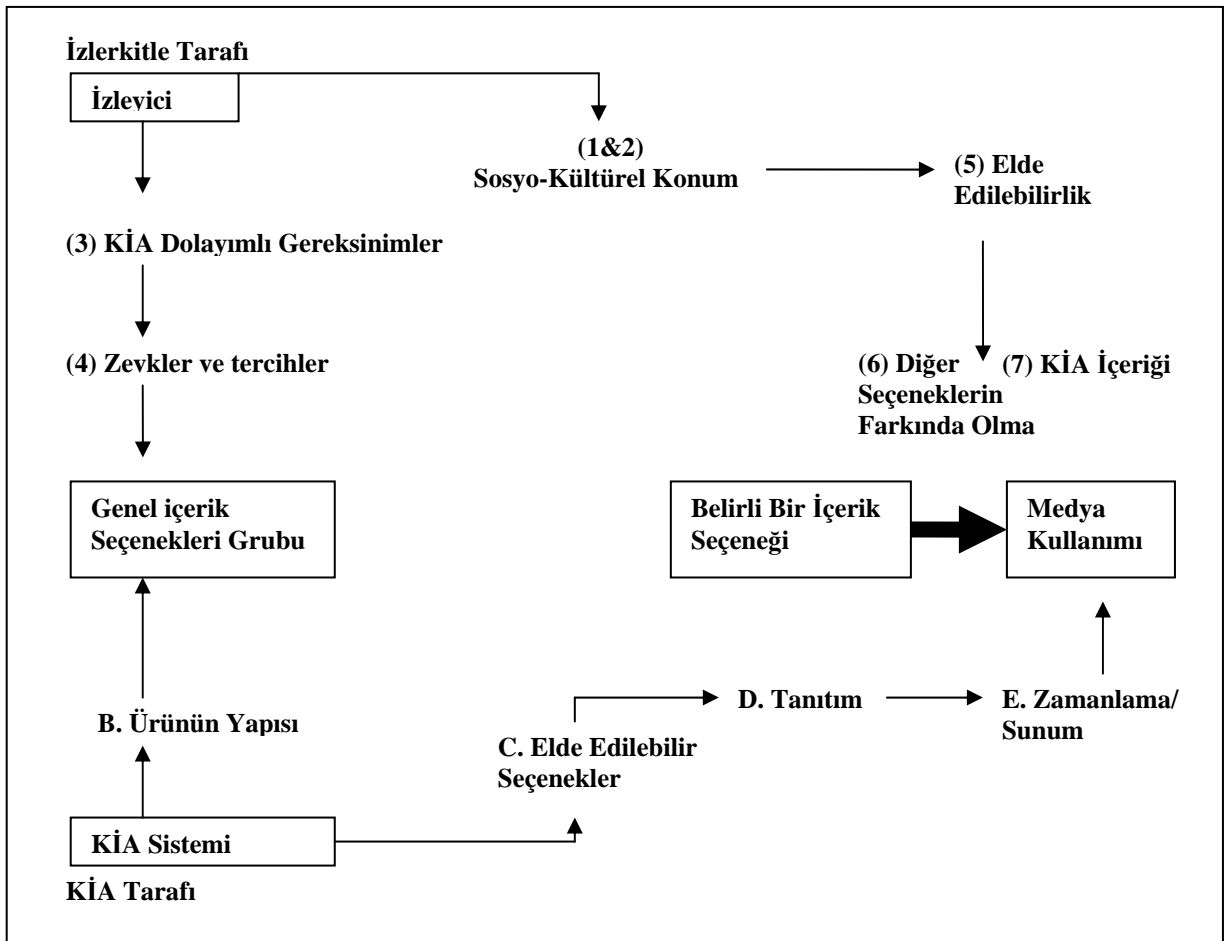 İzlerkitle Tarafı
İzleyici
(1&2)
Sosyo-Kültürel Konum
(5) Elde
Edilebilirlik
(3) KİA Dolayımlı Gereksinimler
(4) Zevkler ve tercihler
(6) Diğer
Seçeneklerin
Farkında Olma
(7) KİA İçeriği
Genel içerik
Seçenekleri Grubu
Belirli Bir İçerik
Seçeneği
Medya
Kullanımı
B. Ürünün Yapısı
C. Elde Edilebilir
Seçenekler
D. Tanıtım
E. Zamanlama/
Sunum
KİA Sistemi
KİA Tarafı